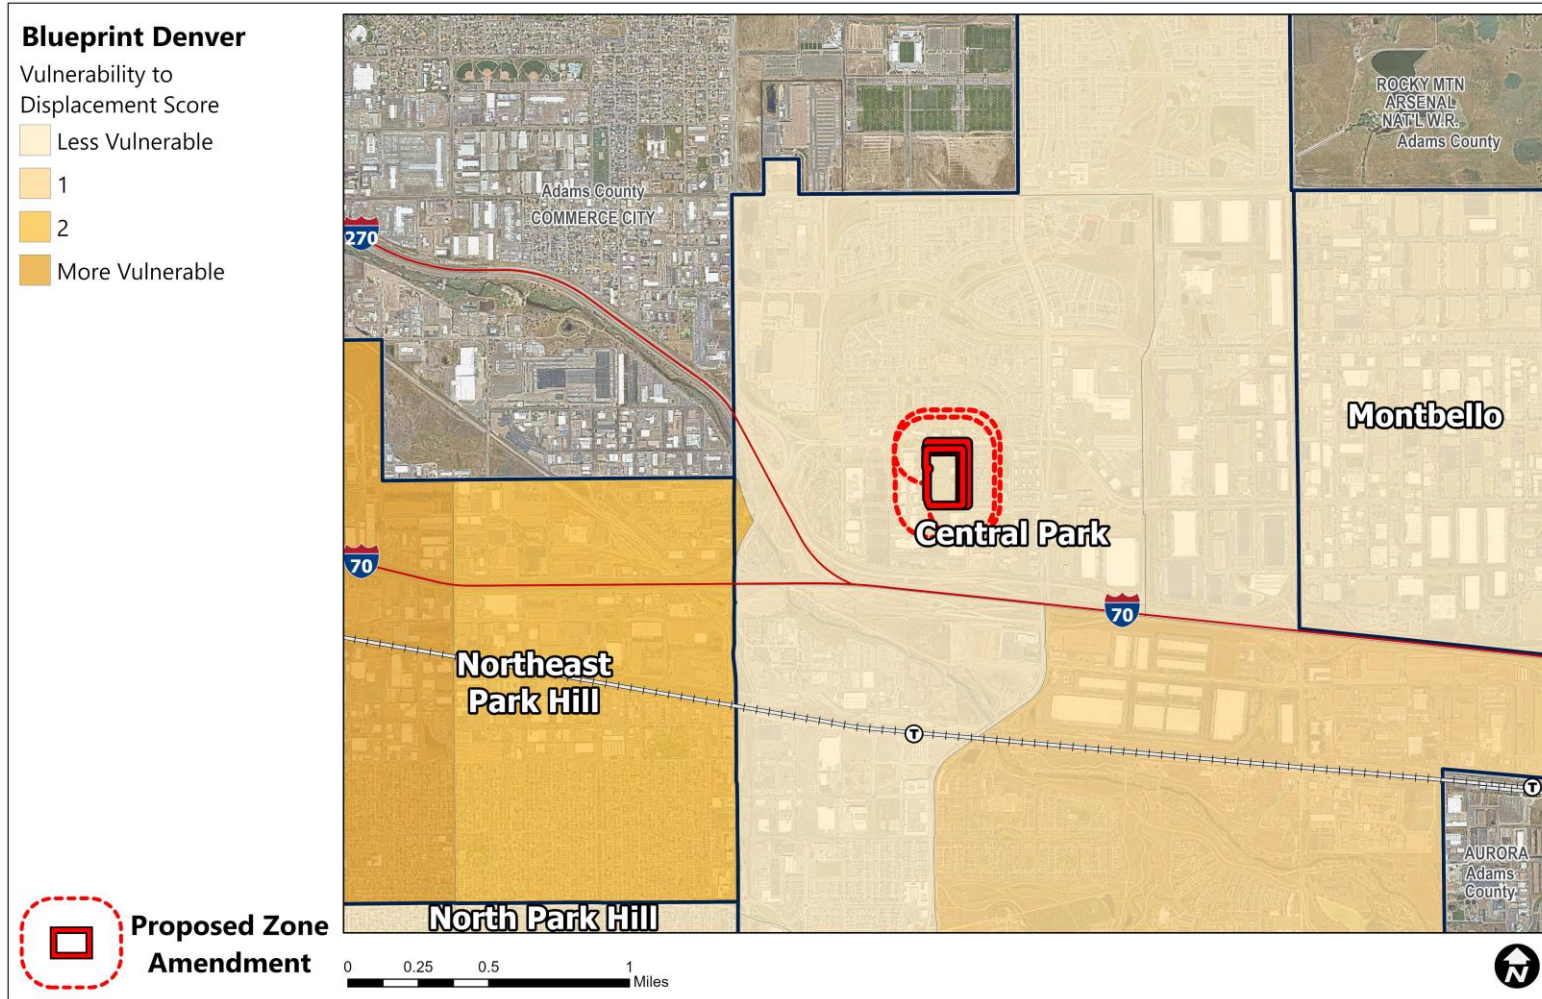 Blueprint Denver
Vulnerability to
Displacement Score
Less Vulnerable
1
2
More Vulnerable
ROCKY MTN
ARSENAL
NAT'L W.R.
Adams County
Adams County
COMMERCE CITY
270
Montbello
Central Park
70
70
Northeast
Park Hill
T
T
AURORA
Adams
County
North Park Hill
Proposed Zone
Amendment
0 0.25 0.5 1
Miles
N